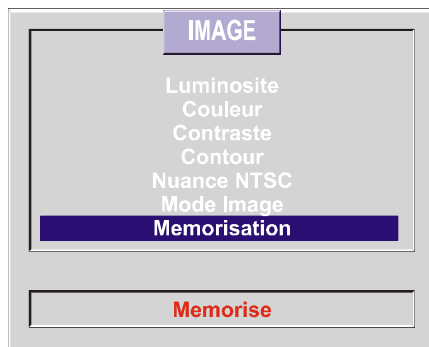 IMAGE
Luminosite
Couleur
Contraste
Contour
Nuance NTSC
Mode Image
Memorisation
Memorise